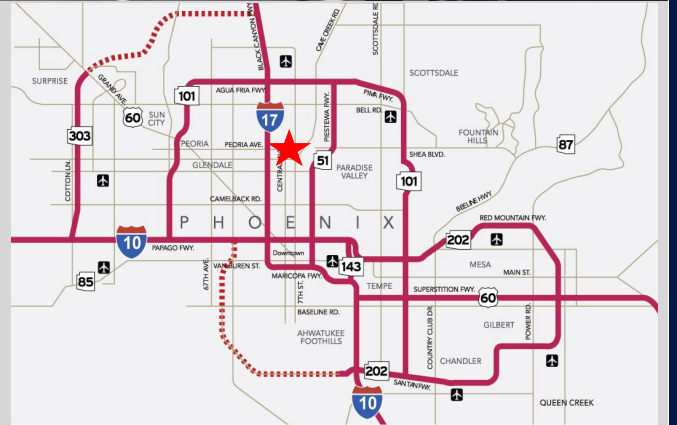 BLACK CANYON FWY.
CAVE CREEK RD.
SCOTTSDALE RD.
SURPRISE
GRAND AVE.
SCOTTSDALE
101
AGUA FRIA FWY.
PIMA FWY.
60
SUN
CITY
17
PIESTEWA FWY.
BELL RD.
303
PEORIA
PEORIA AVE.
FOUNTAIN
HILLS
87
GLENDALE
51
PARADISE
VALLEY
SHEA BLVD.
101
COTTON LN.
CAMELBACK RD.
BEELINE HWY
PHOENIX
RED MOUNTAIN FWY.
10
PAPAGO FWY.
Downtown
202
67TH AVE.
VAN BUREN ST.
143
MESA
85
MARICOPA FWY.
MAIN ST.
7TH ST.
TEMPE
SUPERSTITION FWY.
60
BASELINE RD.
AHWATUKEE
FOOTHILLS
COUNTRY CLUB DR.
GILBERT
POWER RD.
CHANDLER
202
SAN TAN FWY.
10
QUEEN CREEK